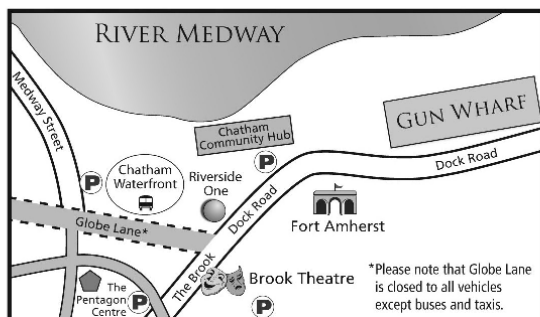 RIVER MEDWAY
Medway Street
GUN WHARF
Chatham
Community Hub
P
Dock Road
P
Chatham
Waterfront
Riverside
One
Dock Road
Fort Amherst
Globe Lane*
The Brook
Brook Theatre
The
Pentagon
Centre
P
P
*Please note that Globe Lane
is closed to all vehicles
except buses and taxis.